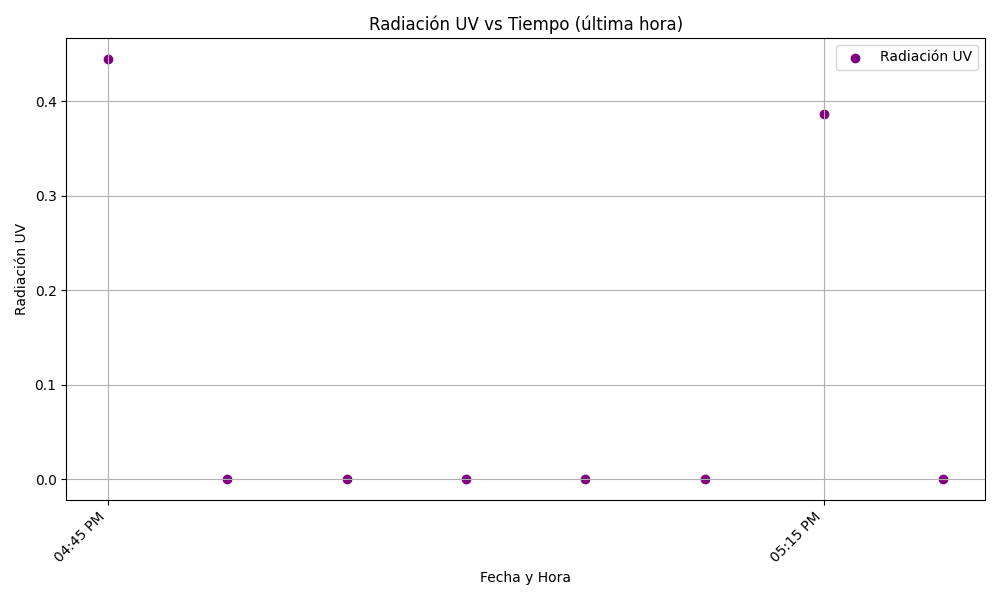 Radiación UV vs Tiempo (última hora)
Radiación UV
Radiación UV
0.4
0.3
0.2
0.1
0.0
04:45 PM
05:15 PM
Fecha y Hora